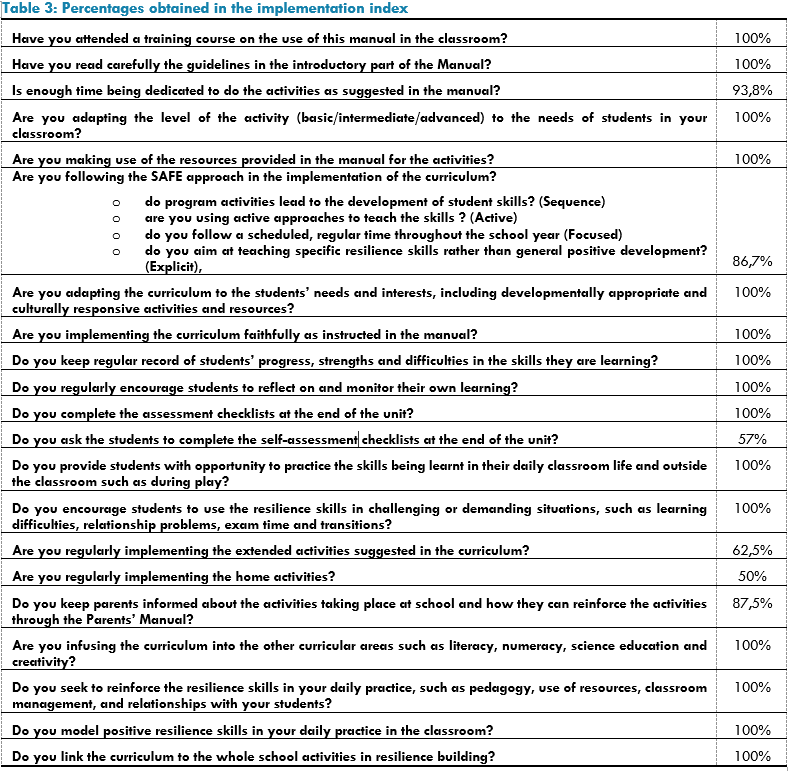 Table 3: Percentages obtained in the implementation index
Have you attended a training course on the use of this manual in the classroom? 100%
Have you read carefully the guidelines in the introductory part of the Manual? 100%
Is enough time being dedicated to do the activities as suggested in the manual? 93,8%
Are you adapting the level of the activity (basic/intermediate/advanced) to the needs of students in your 100%
classroom?
Are you making use of the resources provided in the manual for the activities? 100%
Are you following the SAFE approach in the implementation of the curriculum?
o do program activities lead to the development of student skills? (Sequence)
o are you using active approaches to teach the skills ? (Active)
o do you follow a scheduled, regular time throughout the school year (Focused)
o do you aim at teaching specific resilience skills rather than general positive development?
(Explicit), 86,7%
Are you adapting the curriculum to the students' needs and interests, including developmentally appropriate and 100%
culturally responsive activities and resources?
Are you implementing the curriculum faithfully as instructed in the manual? 100%
Do you keep regular record of students' progress, strengths and difficulties in the skills they are learning? 100%
Do you regularly encourage students to reflect on and monitor their own learning? 100%
Do you complete the assessment checklists at the end of the unit? 100%
Do you ask the students to complete the self-assessment checklists at the end of the unit? 57%
Do you provide students with opportunity to practice the skills being learnt in their daily classroom life and outside 100%
the classroom such as during play?
Do you encourage students to use the resilience skills in challenging or demanding situations, such as learning 100%
difficulties, relationship problems, exam time and transitions?
Are you regularly implementing the extended activities suggested in the curriculum? 62,5%
Are you regularly implementing the home activities? 50%
Do you keep parents informed about the activities taking place at school and how they can reinforce the activities 87,5%
through the Parents' Manual?
Are you infusing the curriculum into the other curricular areas such as literacy, numeracy, science education and 100%
creativity?
Do you seek to reinforce the resilience skills in your daily practice, such as pedagogy, use of resources, classroom 100%
management, and relationships with your students?
Do you model positive resilience skills in your daily practice in the classroom? 100%
Do you link the curriculum to the whole school activities in resilience building? 100%